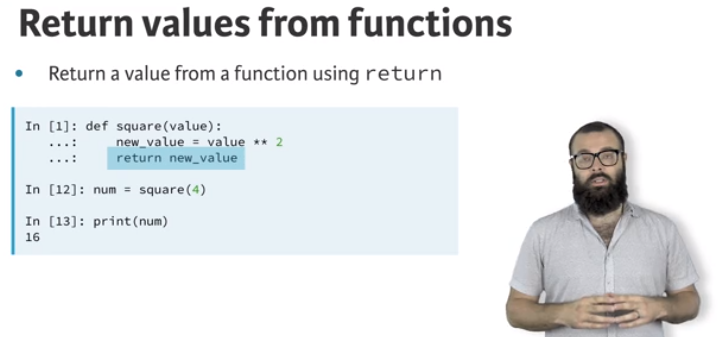 Return values from functions
• Return a value from a function using return
In [1]: def square(value):
   ...:     new_value = value ** 2
   ...:     return new_value
In [12]: num = square(4)
In [13]: print(num)
16